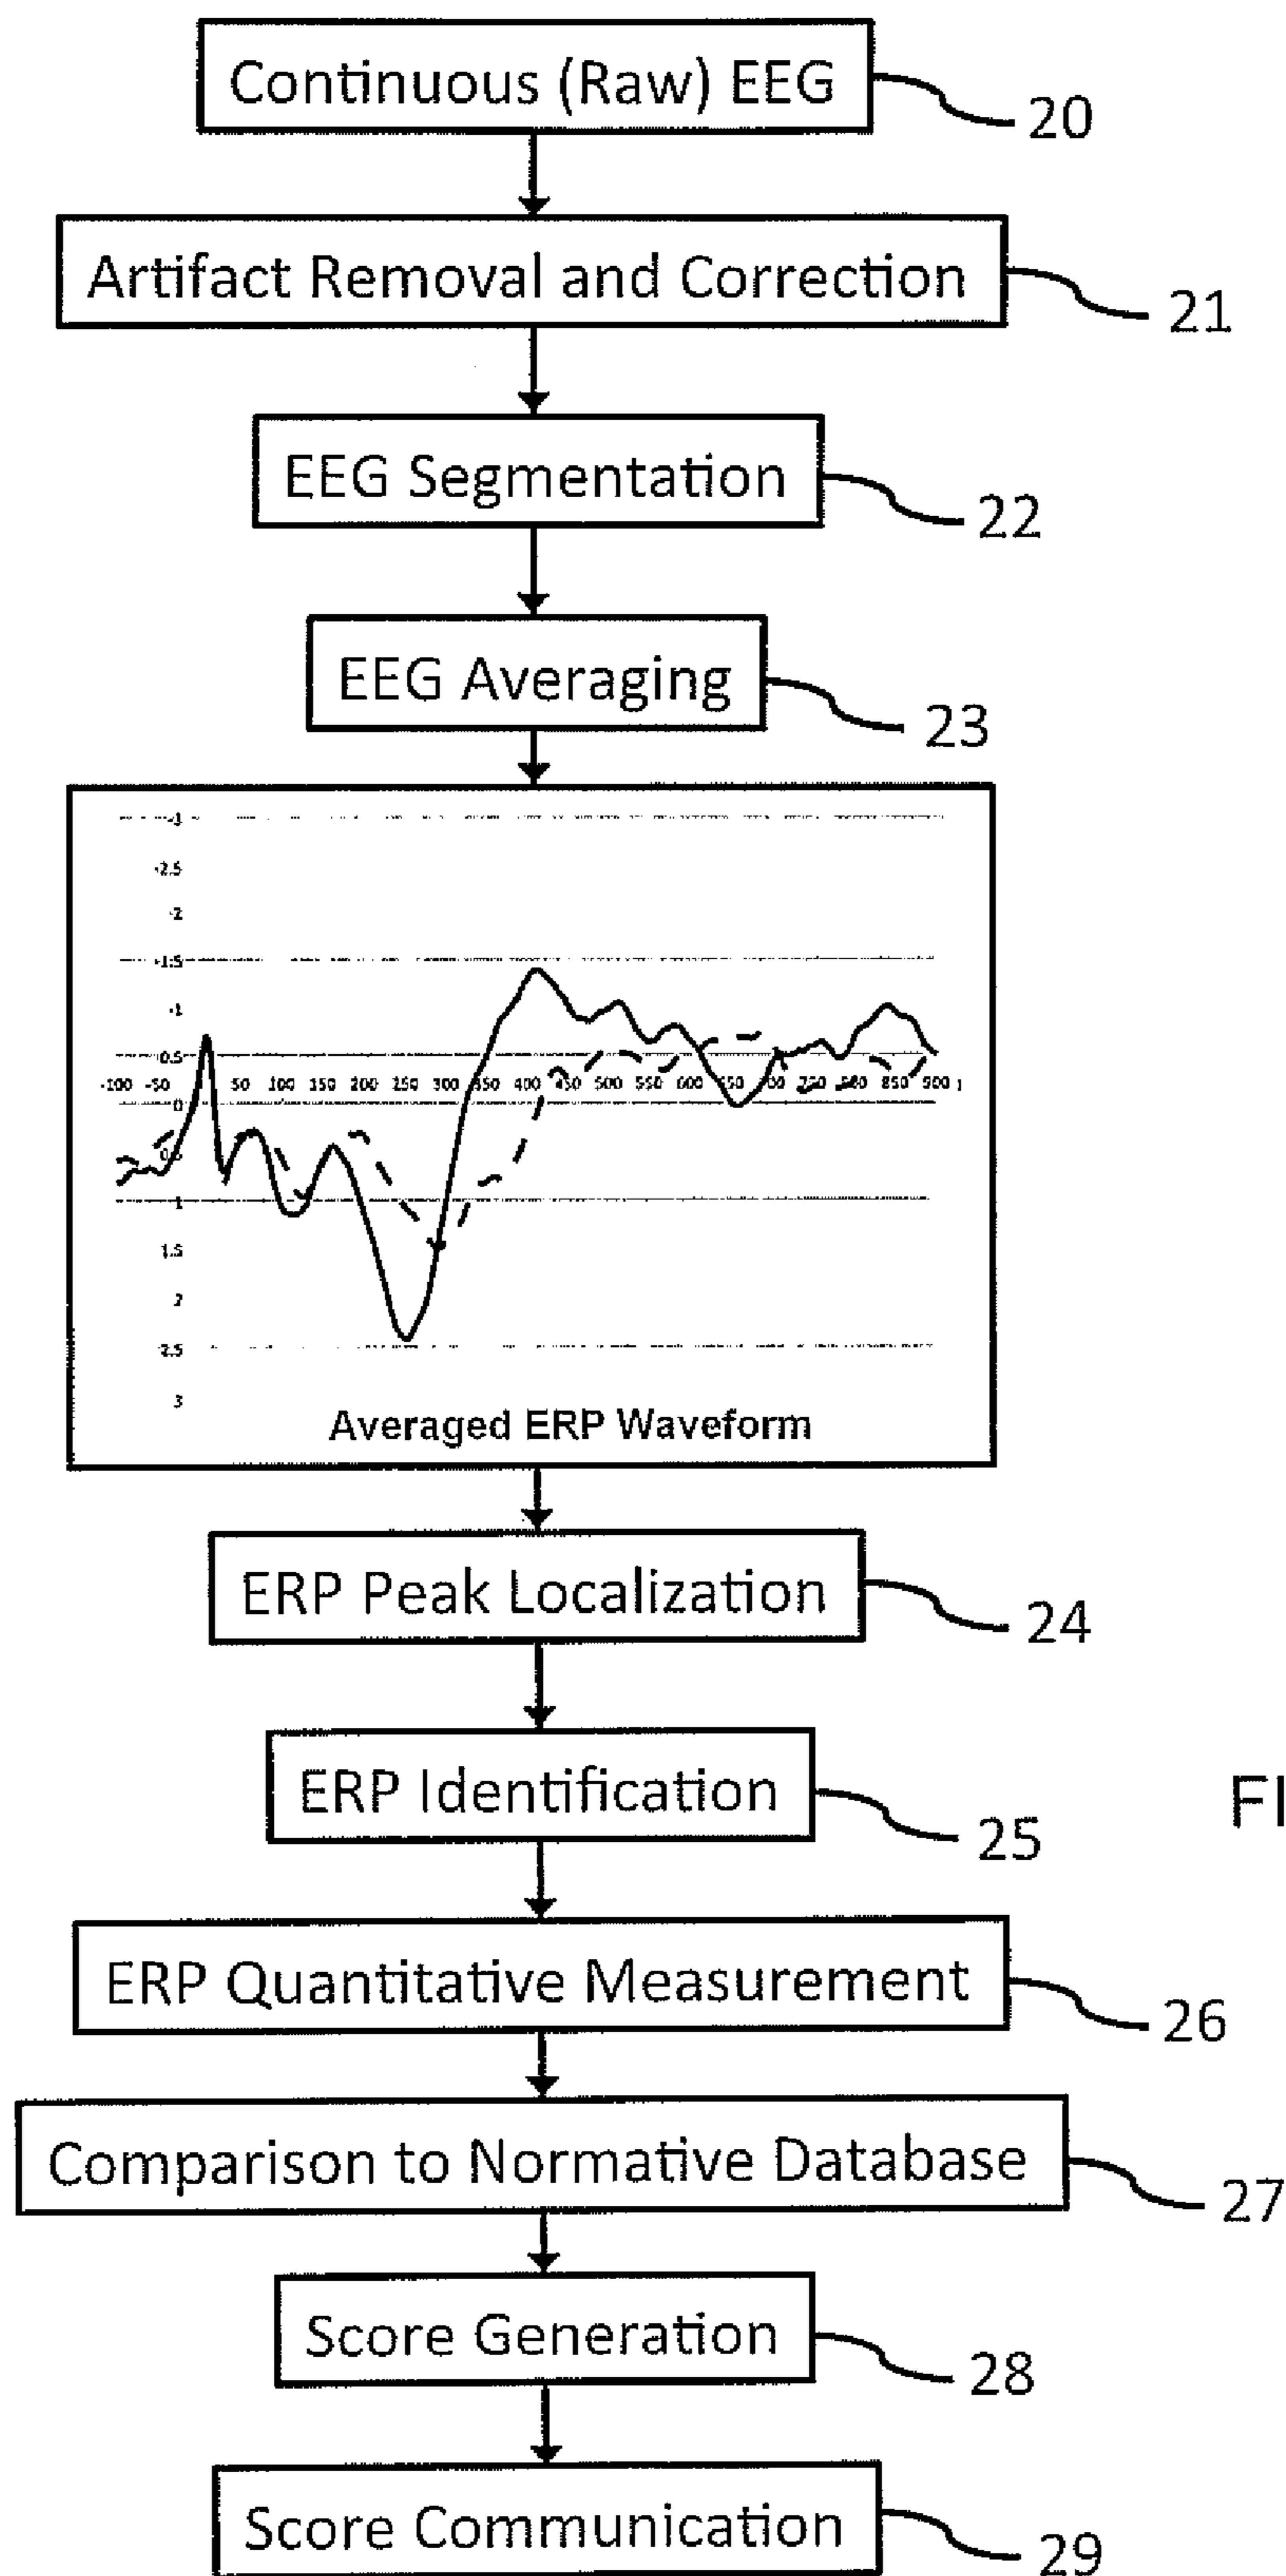 Continuous (Raw) EEG
20
Artifact Removal and Correction
21
EEG Segmentation
22
EEG Averaging
23
-3
-2.5
-2
-1.5
-1
0.5
-100 -50 50 100 150 200 250 300 350 400 450 500 550 600 850 900
0
1
1.5
2
2.5
3
Averaged ERP Waveform
ERP Peak Localization
24
ERP Identification
25
FI
ERP Quantitative Measurement
26
Comparison to Normative Database
27
Score Generation
28
Score Communication
29